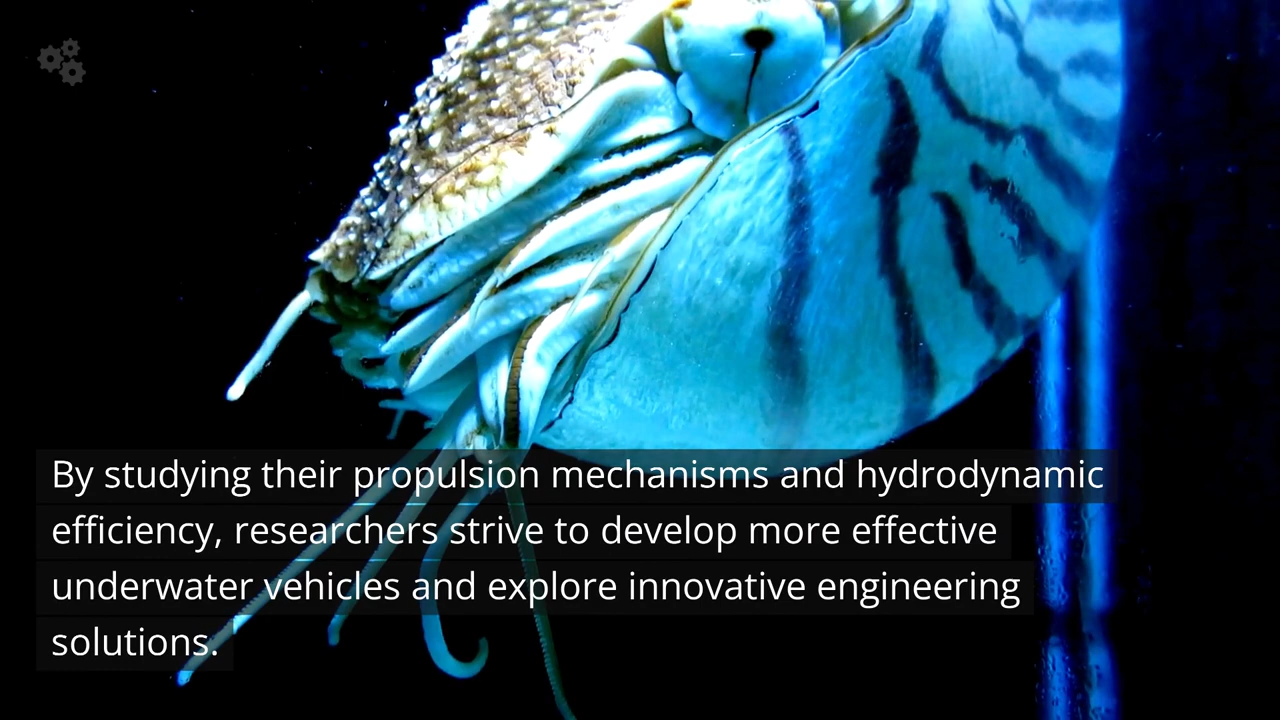 By studying their propulsion mechanisms and hydrodynamic
efficiency, researchers strive to develop more effective
underwater vehicles and explore innovative engineering
solutions.